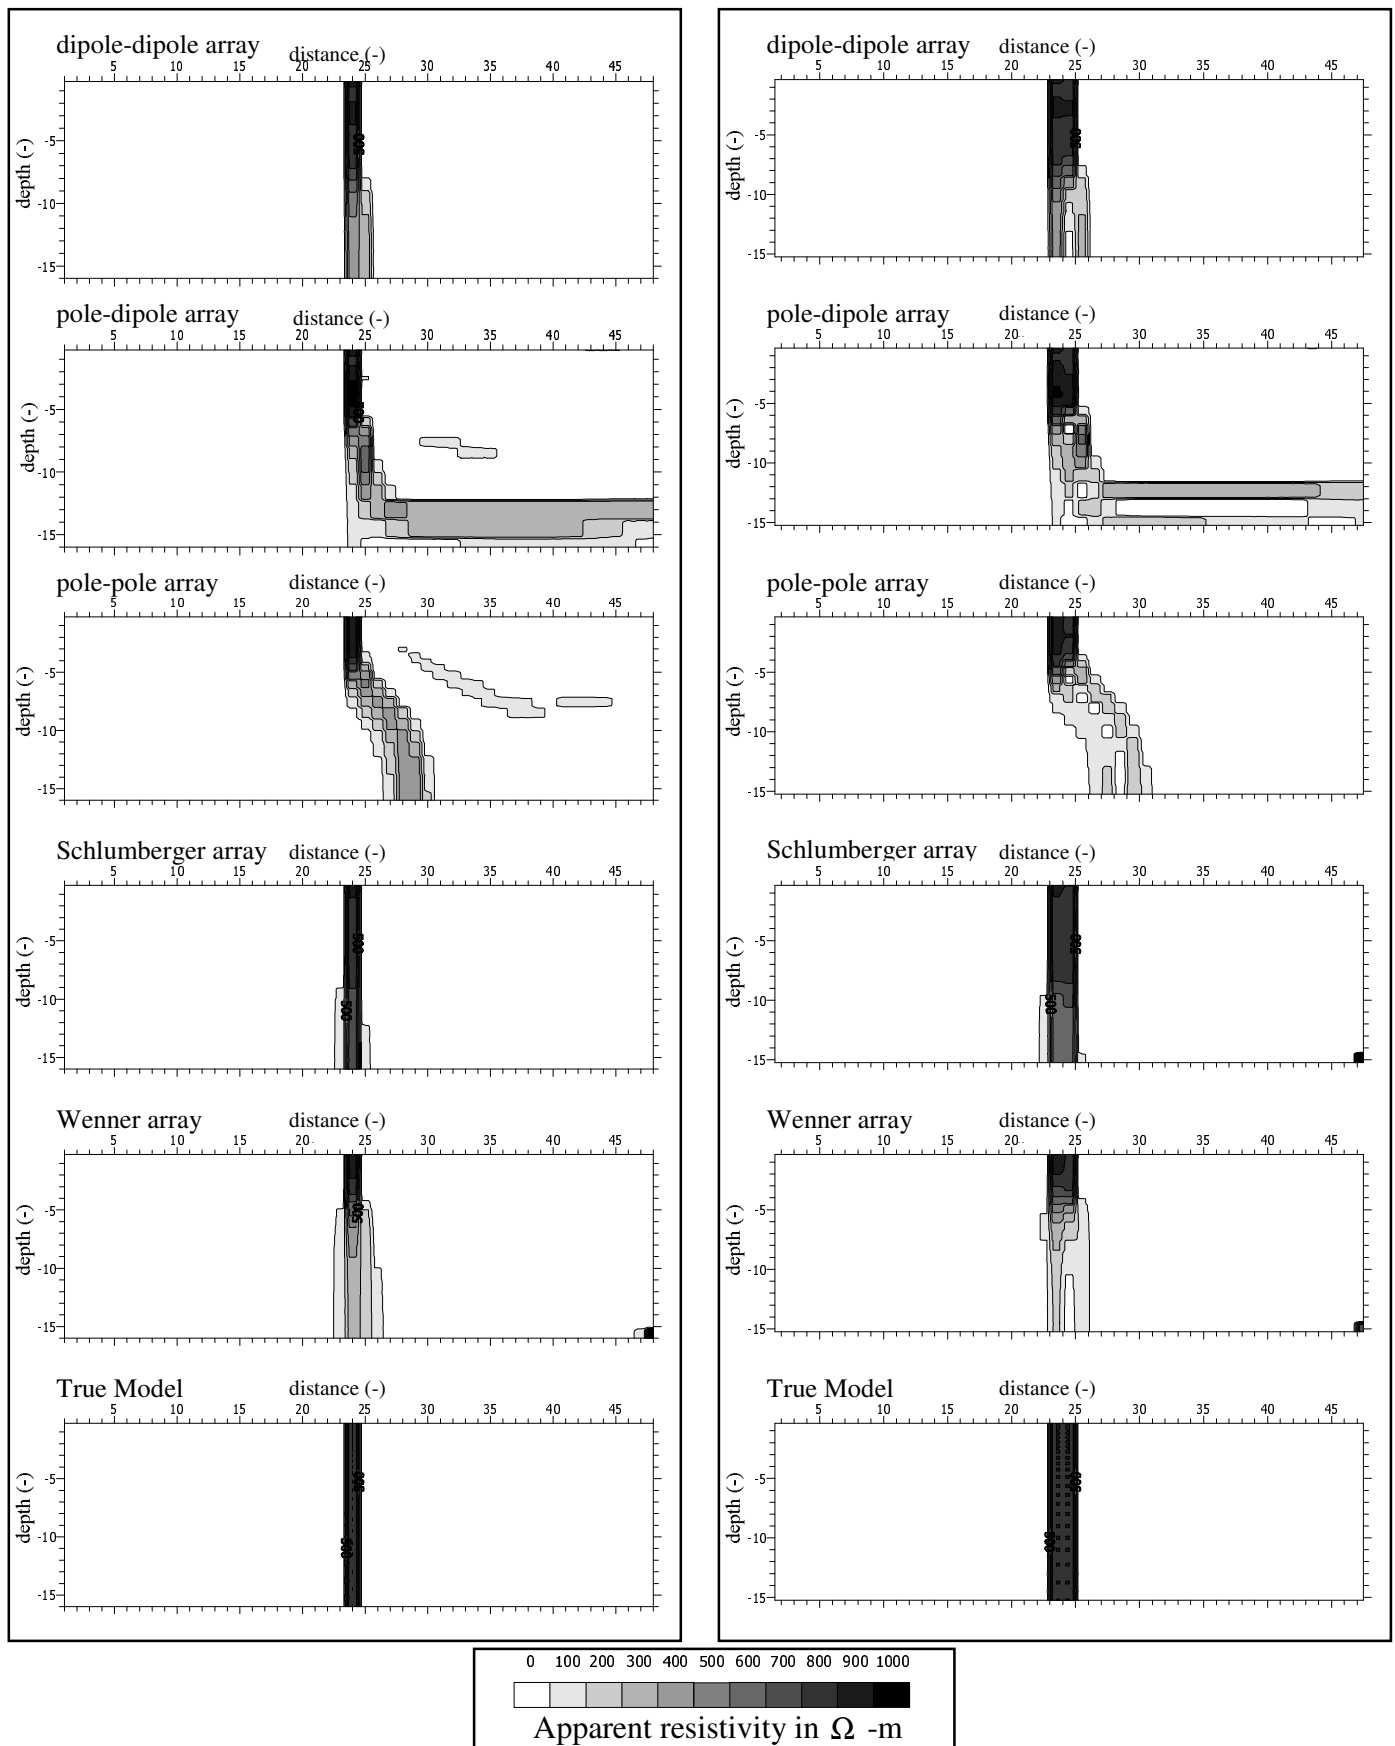 dipole-dipole array distance (-)
5 10 15 20 25 30 35 40 45
depth (-)
-5
-10
-15
500
pole-dipole array distance (-)
5 10 15 20 25 30 35 40 45
depth (-)
-5
-10
-15
pole-pole array distance (-)
5 10 15 20 25 30 35 40 45
depth (-)
-5
-10
-15
Schlumberger array distance (-)
5 10 15 20 25 30 35 40 45
depth (-)
-5
-10
-15
500
500
Wenner array distance (-)
5 10 15 20 25 30 35 40 45
depth (-)
-5
-10
-15
500
True Model distance (-)
5 10 15 20 25 30 35 40 45
depth (-)
-5
-10
-15
500
500
dipole-dipole array distance (-)
5 10 15 20 25 30 35 40 45
depth (-)
-5
-10
-15
500
pole-dipole array distance (-)
5 10 15 20 25 30 35 40 45
depth (-)
-5
-10
-15
pole-pole array distance (-)
5 10 15 20 25 30 35 40 45
depth (-)
-5
-10
-15
Schlumberger array distance (-)
5 10 15 20 25 30 35 40 45
depth (-)
-5
-10
-15
500
500
Wenner array distance (-)
5 10 15 20 25 30 35 40 45
depth (-)
-5
-10
-15
True Model distance (-)
5 10 15 20 25 30 35 40 45
depth (-)
-5
-10
-15
500
500
0 100 200 300 400 500 600 700 800 900 1000
Apparent resistivity in Ω -m